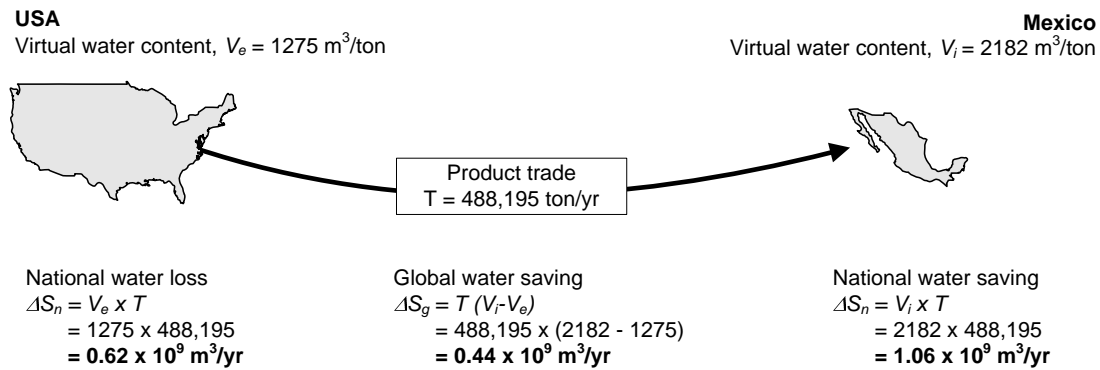 USA
Virtual water content, Vₑ = 1275 m³/ton
Mexico
Virtual water content, Vᵢ = 2182 m³/ton
Product trade
T = 488,195 ton/yr
National water loss
ΔSₙ = Vₑ x T
= 1275 x 488,195
= 0.62 x 10⁹ m³/yr
Global water saving
ΔS_g = T (Vᵢ-Vₑ)
= 488,195 x (2182 - 1275)
= 0.44 x 10⁹ m³/yr
National water saving
ΔSₙ = Vᵢ x T
= 2182 x 488,195
= 1.06 x 10⁹ m³/yr